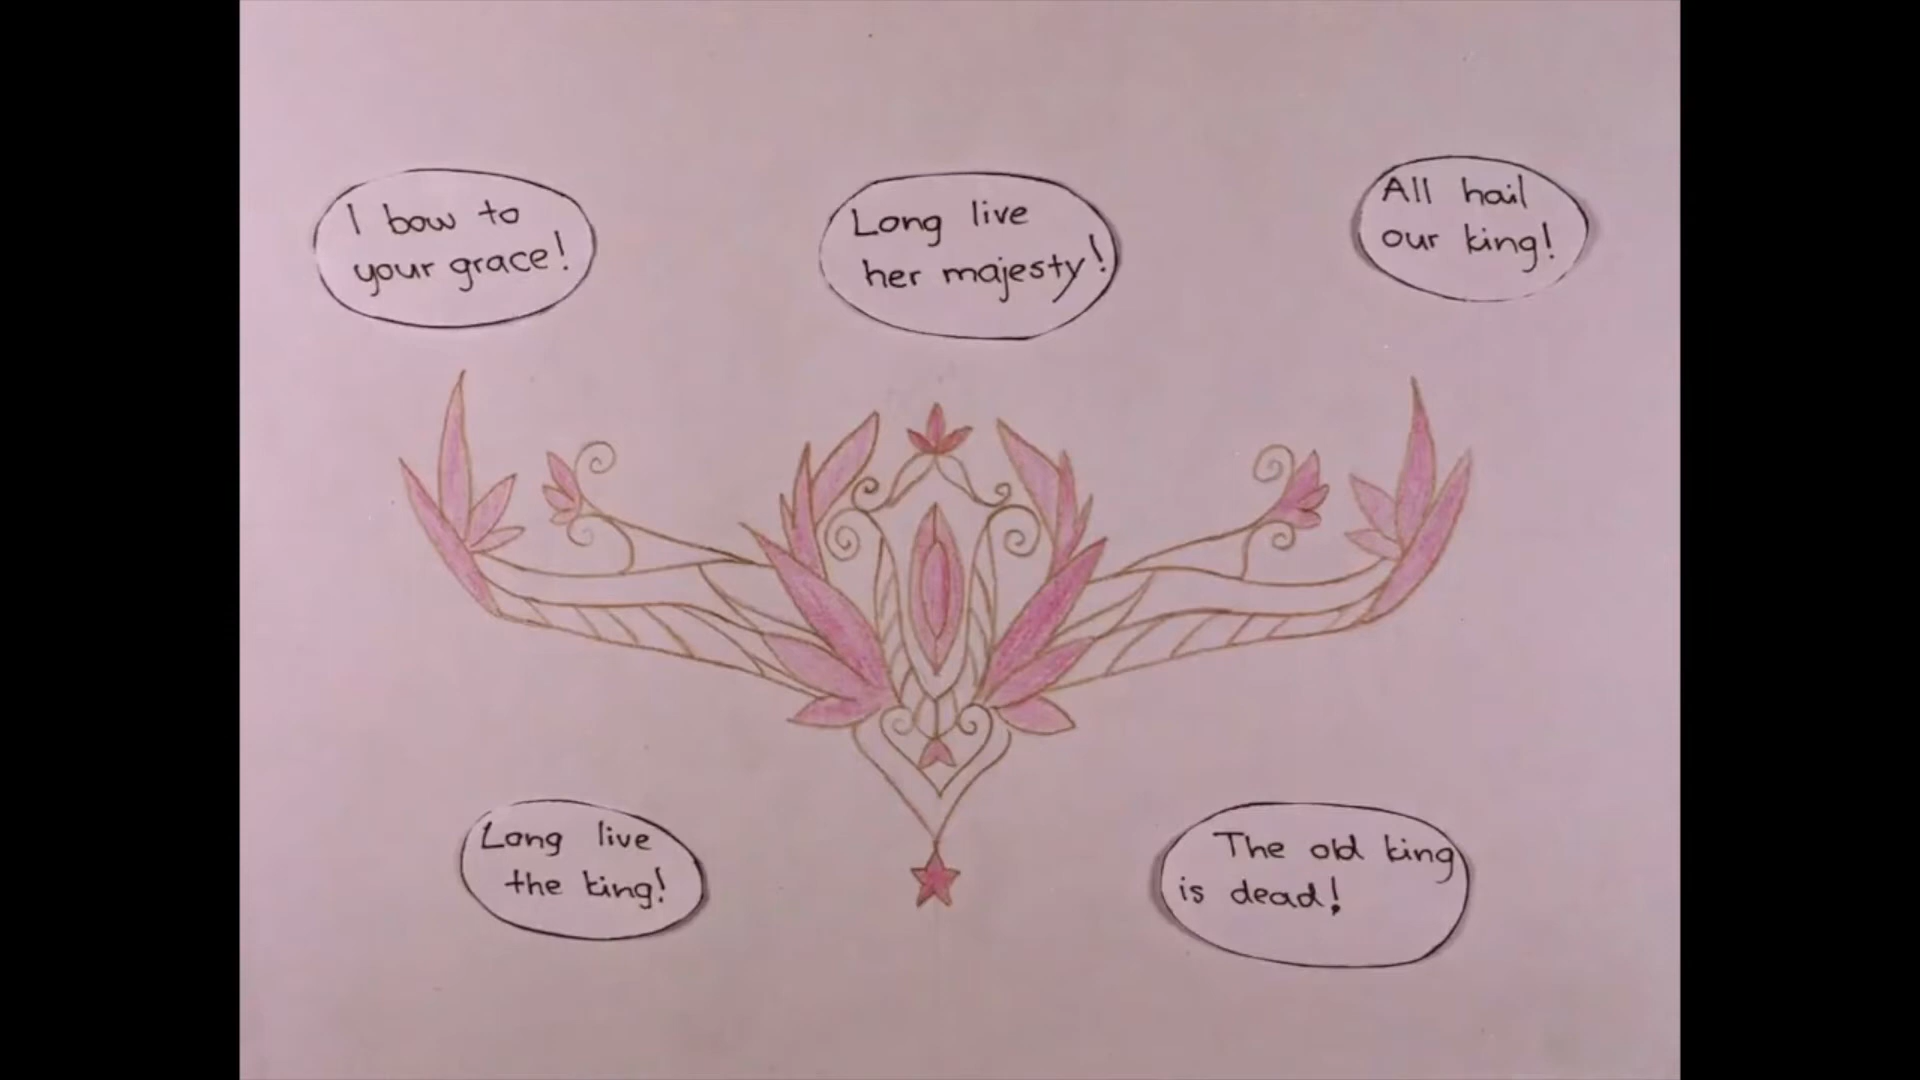 I bow to
your grace!
Long live
her majesty!
All hail
our king!
Long live
the king!
The old king
is dead!